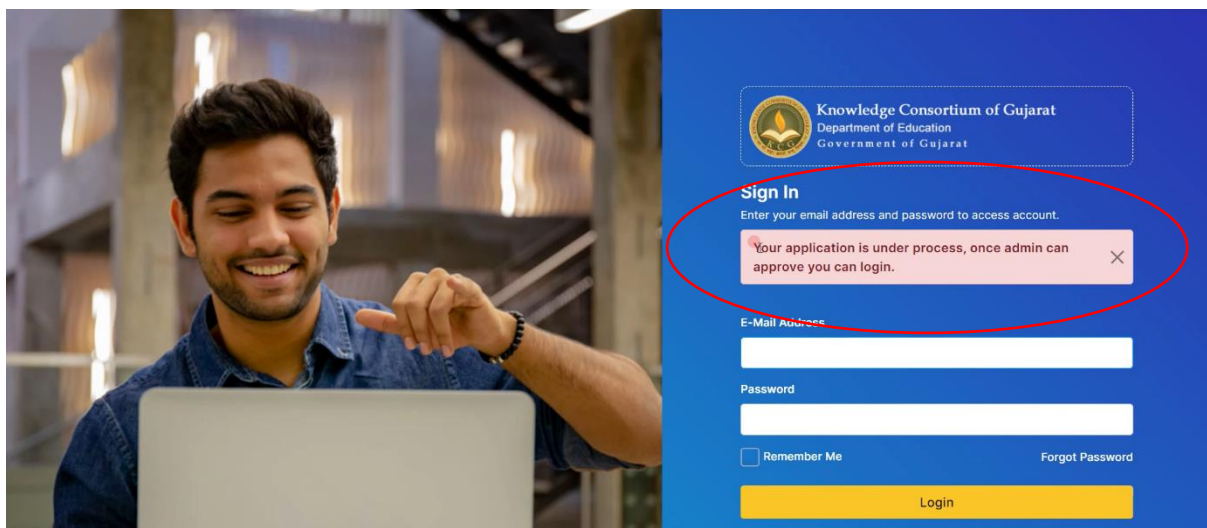 Knowledge Consortium of Gujarat
Department of Education
Government of Gujarat
Sign In
Enter your email address and password to access account.
Your application is under process, once admin can
approve you can login.
E-Mail Address
Password
Remember Me
Forgot Password
Login